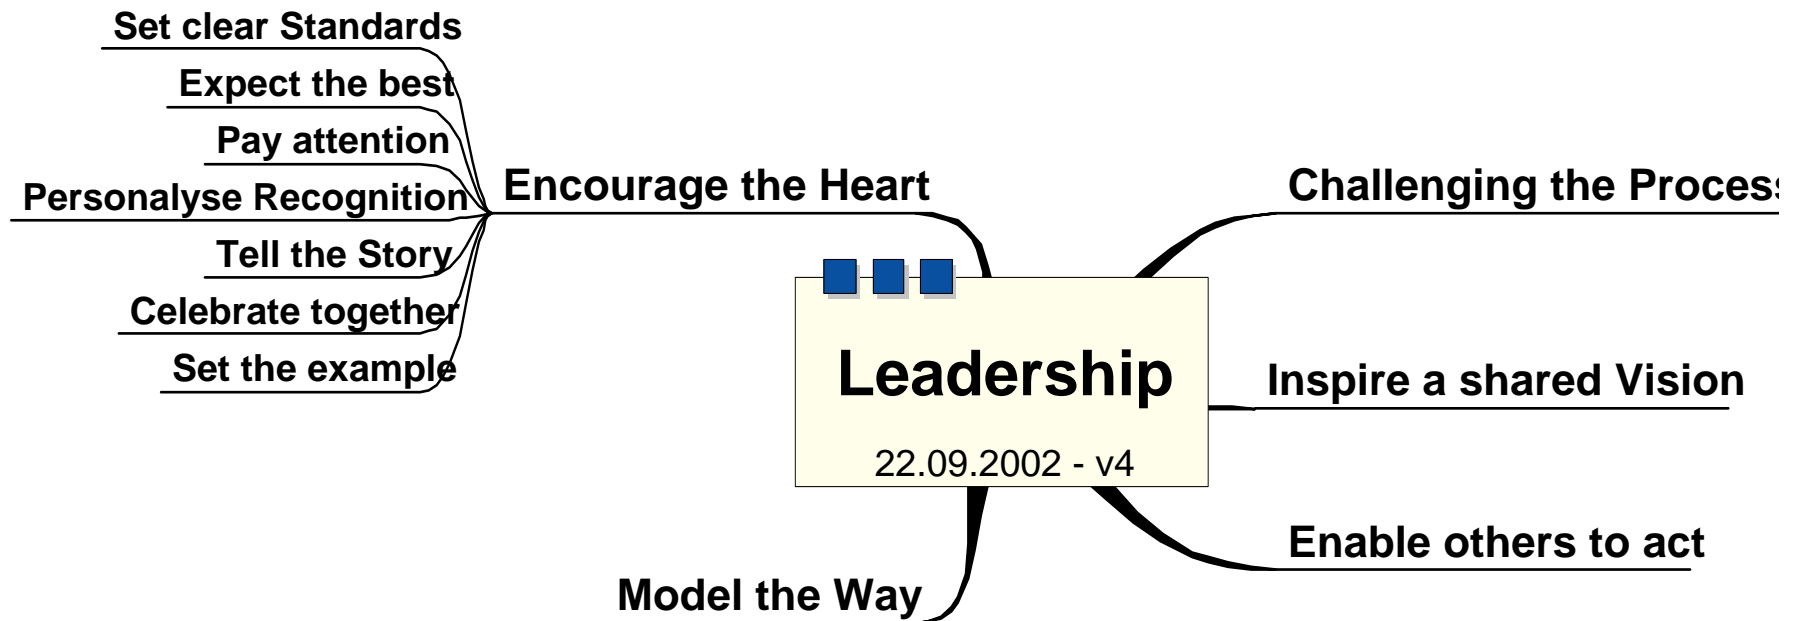 Set clear Standards
Expect the best
Pay attention
Personalyse Recognition
Tell the Story
Celebrate together
Set the example
Encourage the Heart
Challenging the Process
Leadership
22.09.2002 - v4
Inspire a shared Vision
Enable others to act
Model the Way